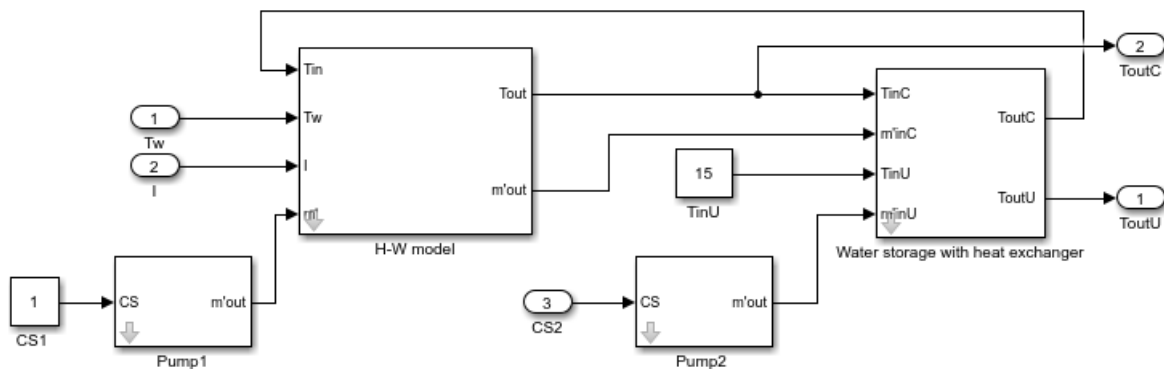 Tin
Tw
I
m'
Tout
m'out
H-W model
1
Tw
2
I
1
CS1
CS
m'out
Pump1
15
TinU
3
CS2
CS
m'out
Pump2
TinC
m'inC
TinU
m'inU
ToutC
ToutU
Water storage with heat exchanger
2
ToutC
1
ToutU